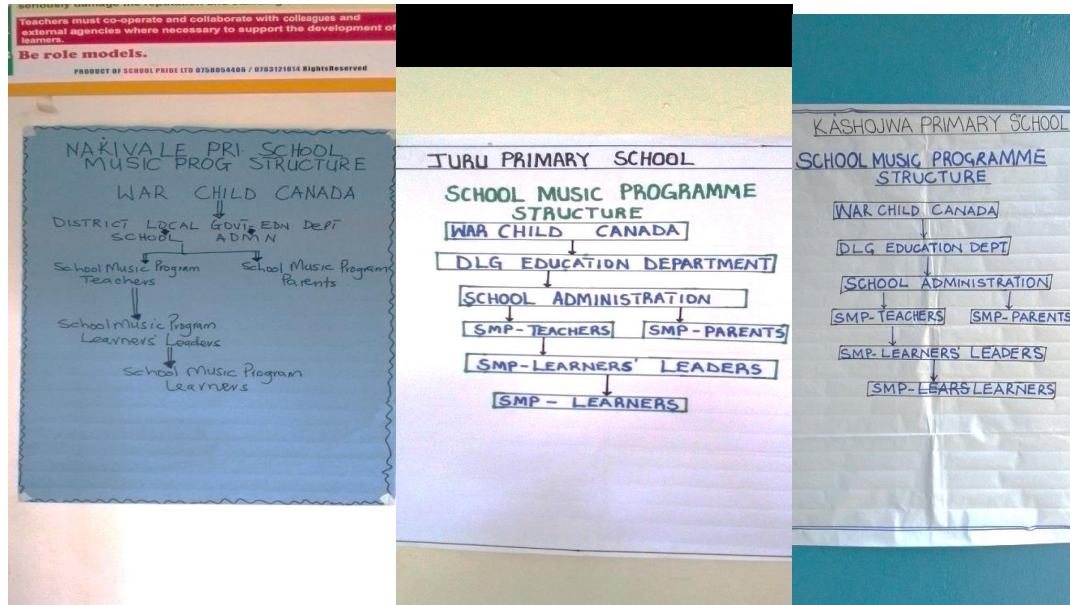 Teachers must co-operate and collaborate with colleagues and
external agencies where necessary to support the development of
learners.
Be role models.
PRODUCT OF SCHOOL PRIDE LTD 0758054406 / 0783121814 RightsReserved
NAKIVALE PRI SCHOOL
MUSIC PROG STRUCTURE
WAR CHILD CANADA
DISTRICT LOCAL GOVT- EDN DEPT
SCHOOL ADMN
School Music Program
Teachers
School Music Program
Parents
School Music Program
Learners' Leaders
School Music Program
Learners
JURU PRIMARY SCHOOL
SCHOOL MUSIC PROGRAMME
STRUCTURE
WAR CHILD CANADA
DLG EDUCATION DEPARTMENT
SCHOOL ADMINISTRATION
SMP-TEACHERS
SMP-PARENTS
SMP-LEARNERS' LEADERS
SMP - LEARNERS
KASHOJWA PRIMARY SCHOOL
SCHOOL MUSIC PROGRAMME
STRUCTURE
WAR CHILD CANADA
DLG EDUCATION DEPT
SCHOOL ADMINISTRATION
SMP-TEACHERS
SMP-PARENTS
SMP-LEARNERS' LEADERS
SMP-LEARS LEARNERS